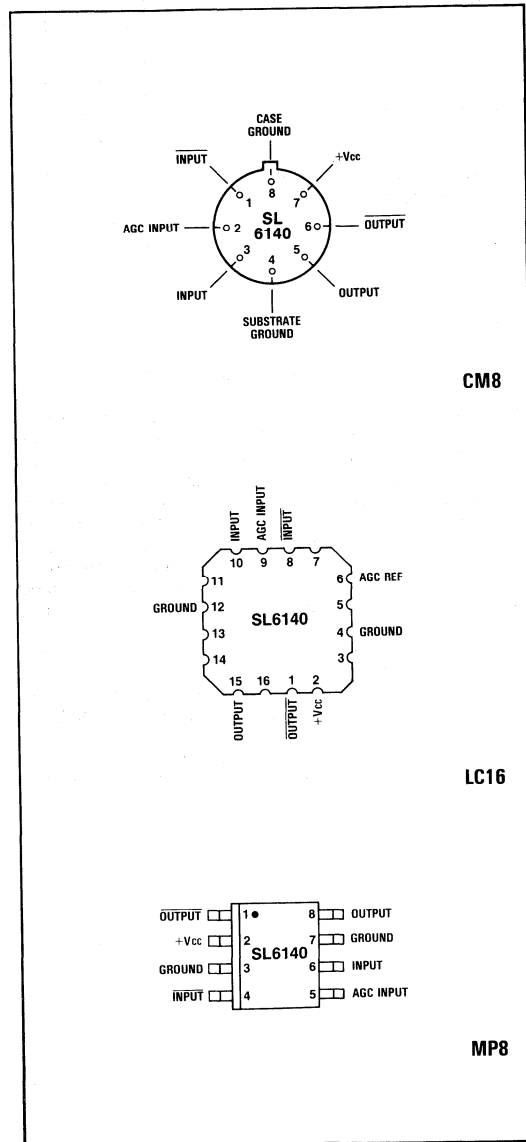 CASE
GROUND
INPUT
+Vcc
8
1
7
SL
6140
AGC INPUT
2
6
OUTPUT
3
4
5
INPUT
OUTPUT
SUBSTRATE
GROUND
CM8
INPUT
AGC INPUT
INPUT
10
9
8
7
11
6
AGC REF
GROUND
12
SL6140
5
13
4
GROUND
14
3
15
16
1
2
OUTPUT
OUTPUT
+Vcc
LC16
OUTPUT 1 8 OUTPUT
+Vcc 2 7 GROUND
SL6140
GROUND 3 6 INPUT
INPUT 4 5 AGC INPUT
MP8